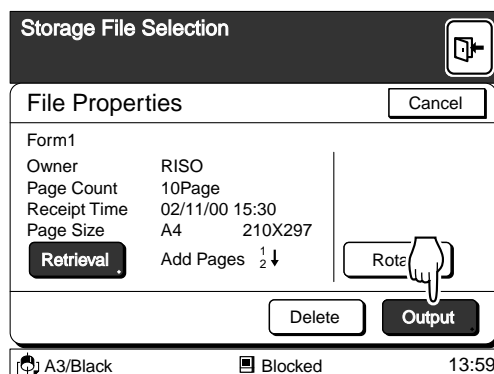 Storage File Selection
File Properties
Cancel
Form1
Owner RISO
Page Count 10Page
Receipt Time 02/11/00 15:30
Page Size A4 210X297
Retrieval Add Pages 1 2
Delete Output
A3/Black Blocked 13:59